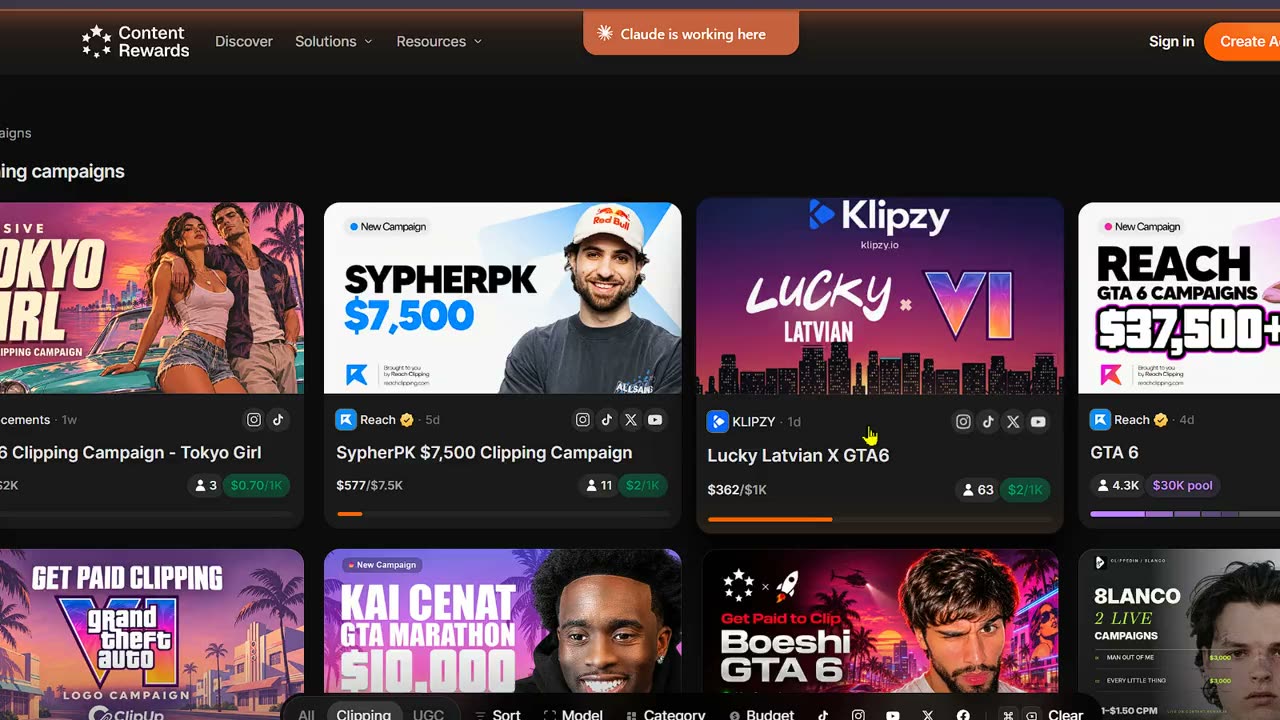 Content
Rewards
Discover
Solutions
Resources
Claude is working here
Sign in
Create A
aigns
ing campaigns
SIVE
OKYO
IRL
LIPPING CAMPAIGN
cements · 1w
6 Clipping Campaign - Tokyo Girl
$2K
3
$0.70/1K
New Campaign
SYPHERPK
$7,500
Brought to you
by Reach Clipping
reachclipping.com
Red Bull
Reach · 5d
SypherPK $7,500 Clipping Campaign
$577/$7.5K
11
$2/1K
Klipzy
klipzy.io
LUCKY
LATVIAN
VI
KLIPZY · 1d
Lucky Latvian X GTA6
$362/$1K
63
$2/1K
New Campaign
REACH
GTA 6 CAMPAIGNS
$37,500+
Brought to you
by Reach Clipping
reachclipping.com
Reach · 4d
GTA 6
4.3K
$30K pool
GET PAID CLIPPING
VI
grand
theft
auto
LOGO CAMPAIGN
ClipUp
New Campaign
KAI CENAT
GTA MARATHON
$10,000
Get Paid to Clip
Boeshi
GTA 6
CLIPPEDIN / 8LANCO
8LANCO
2 LIVE
CAMPAIGNS
MAN OUT OF ME $3,000
EVERY LITTLE THING $3,000
1-$1.50 CPM
All
Clipping
UGC
Sort
Model
Category
Budget
Clear